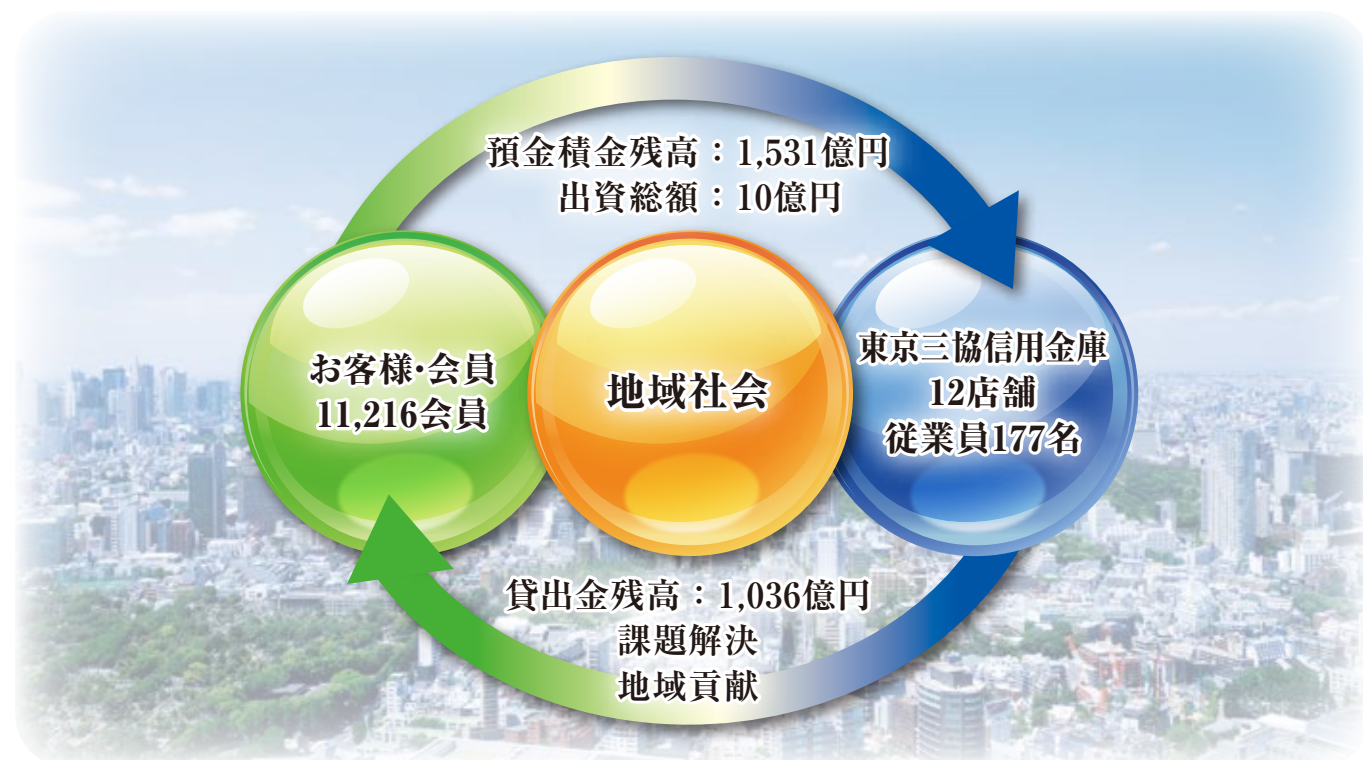 預金積金残高：1,531億円
出資総額：10億円
お客様・会員
11,216会員
地域社会
東京三協信用金庫
12店舗
従業員177名
貸出金残高：1,036億円
課題解決
地域貢献